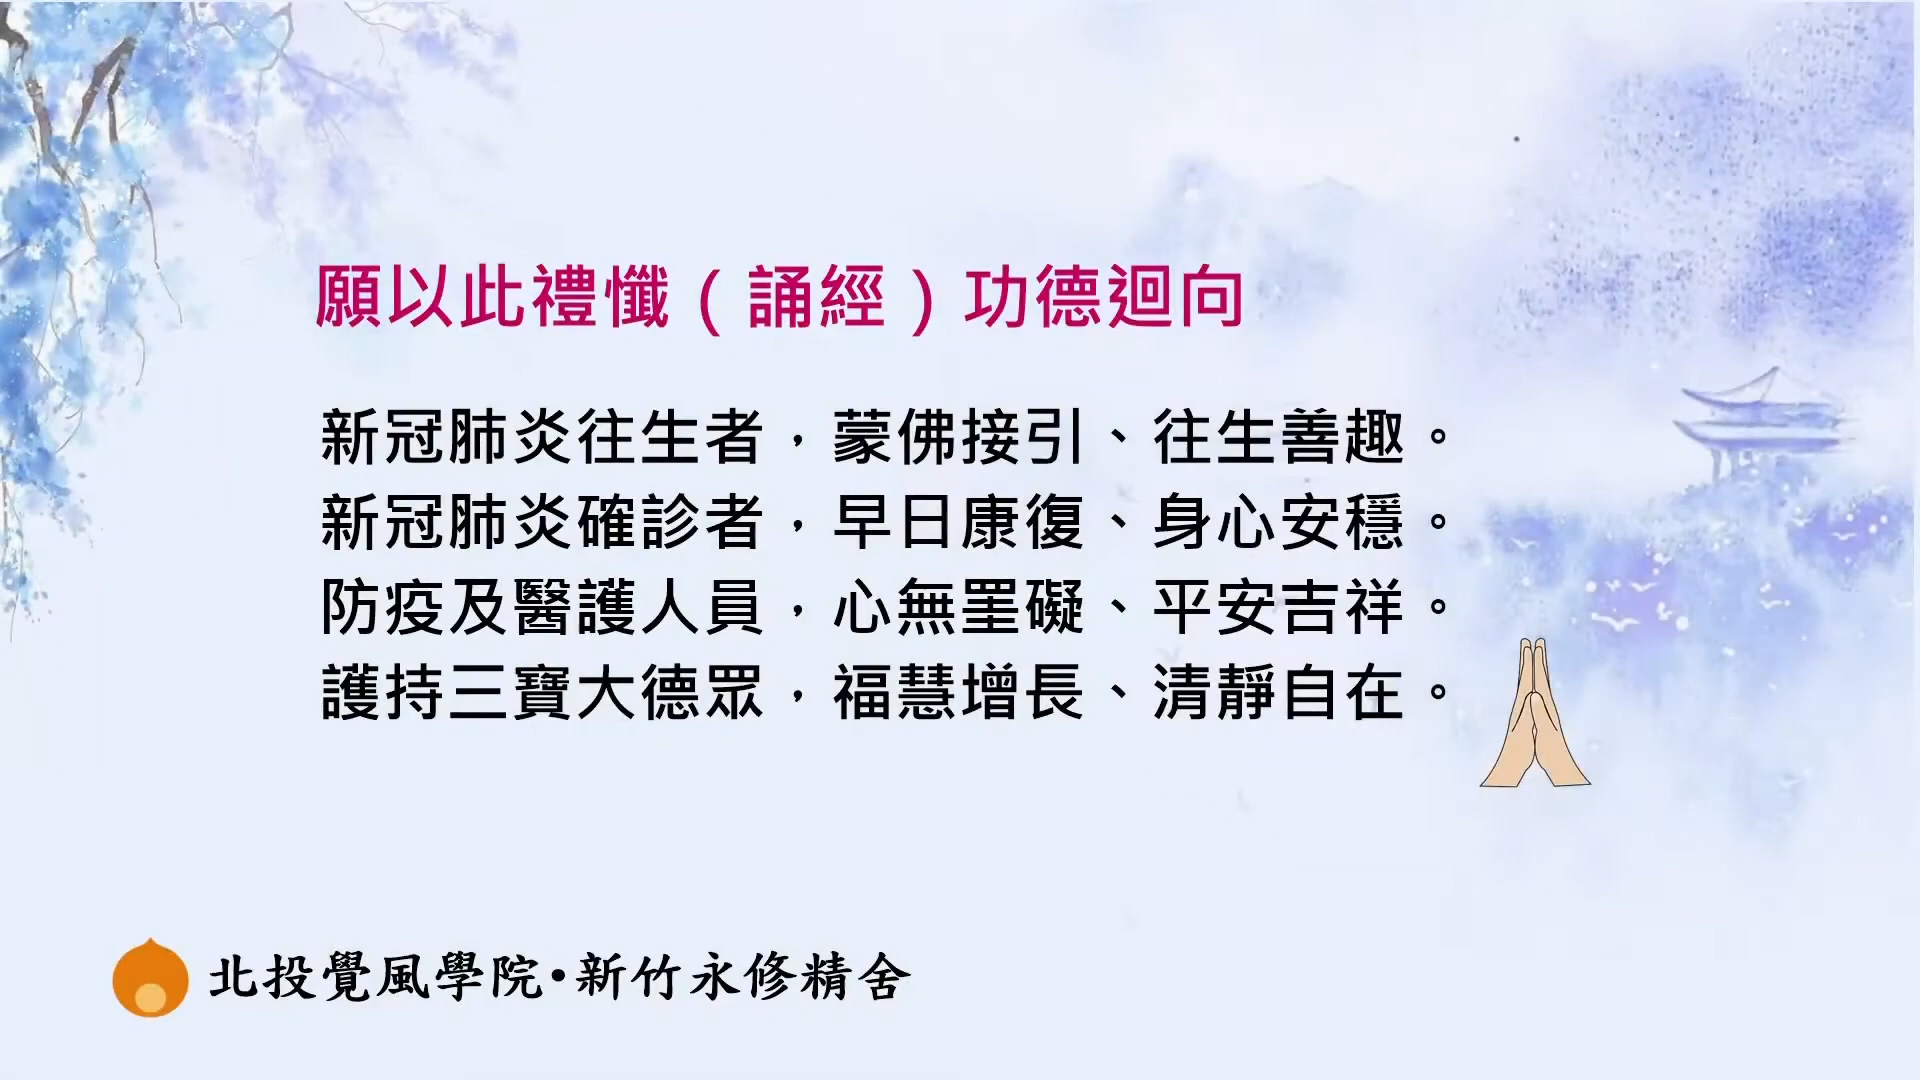 願以此禮懺（誦經）功德迴向
新冠肺炎往生者，蒙佛接引、往生善趣。
新冠肺炎確診者，早日康復、身心安穩。
防疫及醫護人員，心無罣礙、平安吉祥。
護持三寶大德眾，福慧增長、清靜自在。
北投覺風學院•新竹永修精舍